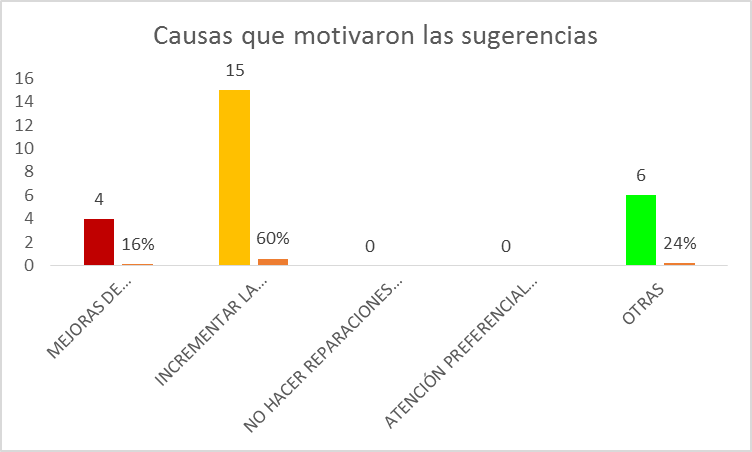 Causas que motivaron las sugerencias
16
14
12
10
8
6
4
2
0
4
16%
15
60%
0
0
6
24%
MEJORAS DE...
INCREMENTAR LA...
NO HACER REPARACIONES...
ATENCIÓN PREFERENCIAL...
OTRAS